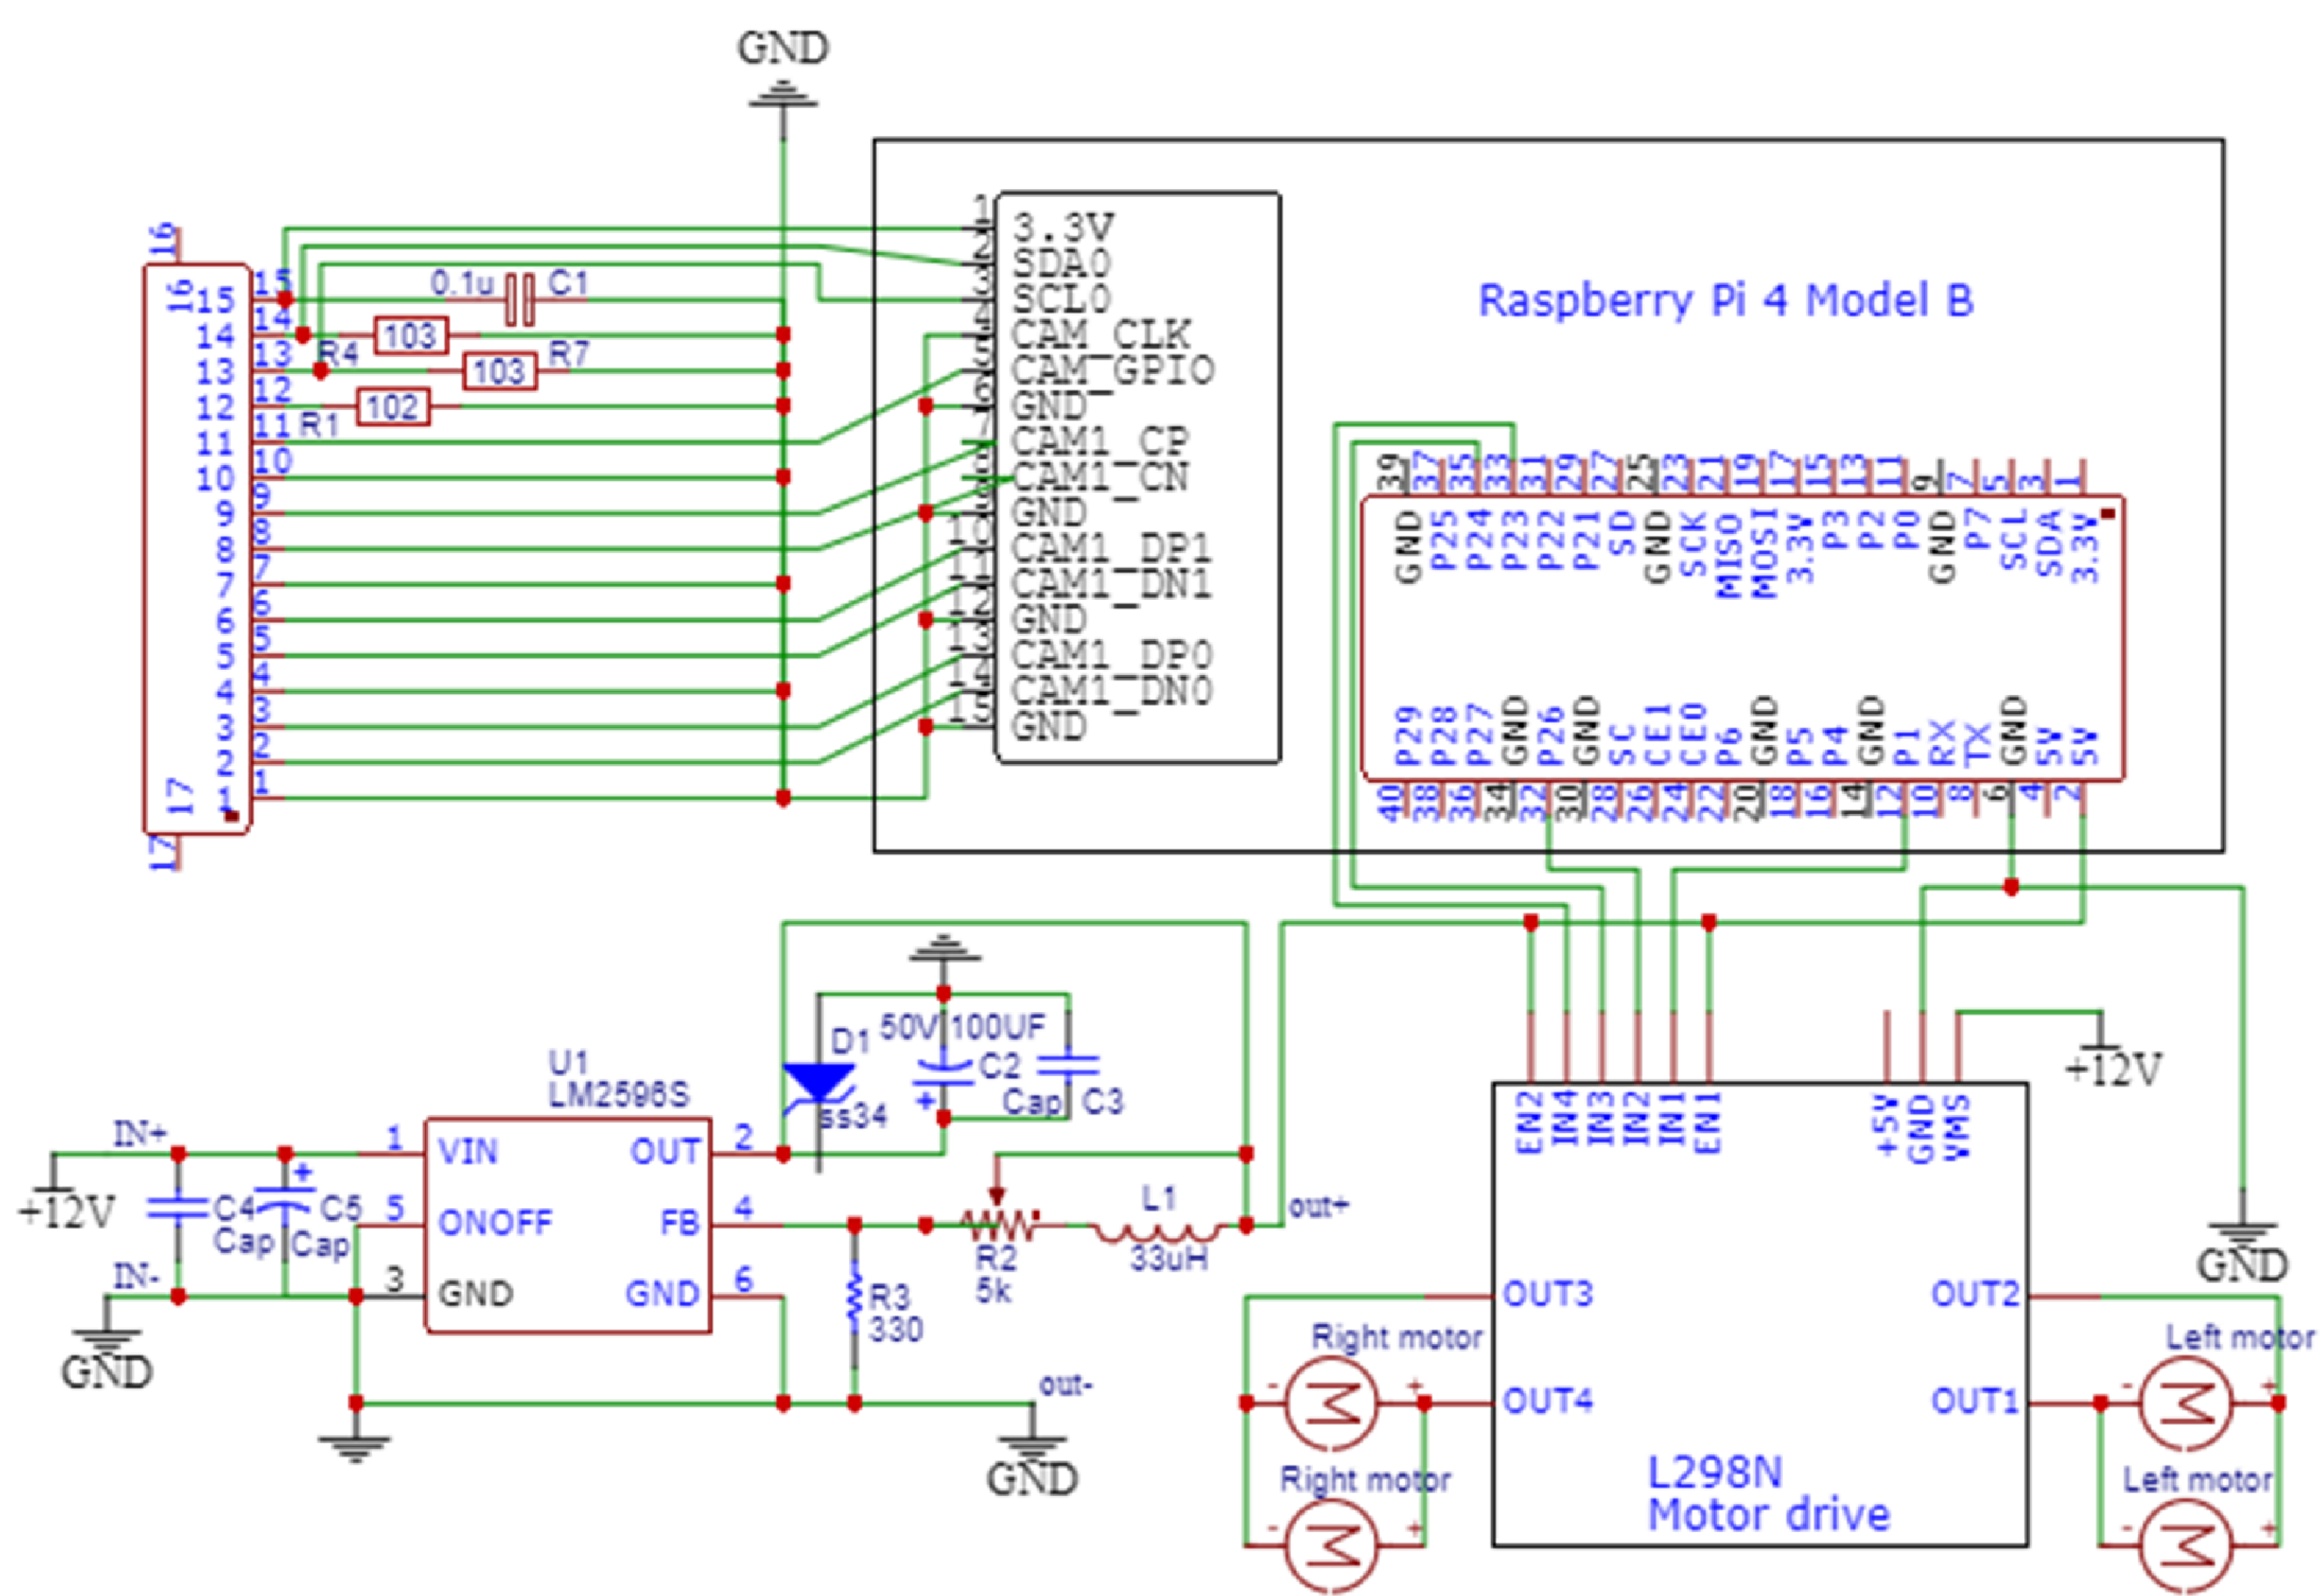 GND
Raspberry Pi 4 Model B
16
16
15 15
14 14
13 13
12 12
11 11
10 10
9 9
8 8
7 7
6 6
5 5
4 4
3 3
2 2
1 1
17
17
0.1u C1
103
R4
103
R7
102
R1
1 3.3V
2 SDA0
3 SCL0
4 CAM_CLK
5 CAM_GPIO
6 GND
7 CAM1_CP
8 CAM1_CN
9 GND
10 CAM1_DP1
11 CAM1_DN1
12 GND
13 CAM1_DP0
14 CAM1_DN0
15 GND
39 37 35 33 31 29 27 25 23 21 19 17 15 13 11 9 7 5 3 1
GND P25 P24 P23 P22 P21 SD GND SCK MISO MOSI 3.3V P3 P2 P0 GND P7 SCL SDA 3.3V
P29 P28 P27 GND P26 GND SC CE1 CE0 P6 GND P5 P4 GND P1 RX TX GND 5V 5V
40 38 36 34 32 30 28 26 24 22 20 18 16 14 12 10 8 6 4 2
U1
LM2596S
IN+
+12V
C4
Cap
C5
Cap
+
IN-
GND
1 VIN
5 ONOFF
3 GND
OUT 2
FB 4
GND 6
D1
ss34
50V 100UF
C2
+
Cap C3
R2
5k
L1
33uH
out+
R3
330
out-
GND
EN2 IN4 IN3 IN2 IN1 EN1 +5V GND VMS
+12V
GND
OUT3
OUT4
OUT2
OUT1
L298N
Motor drive
Right motor
- M +
Right motor
- M +
Left motor
- M +
Left motor
- M +